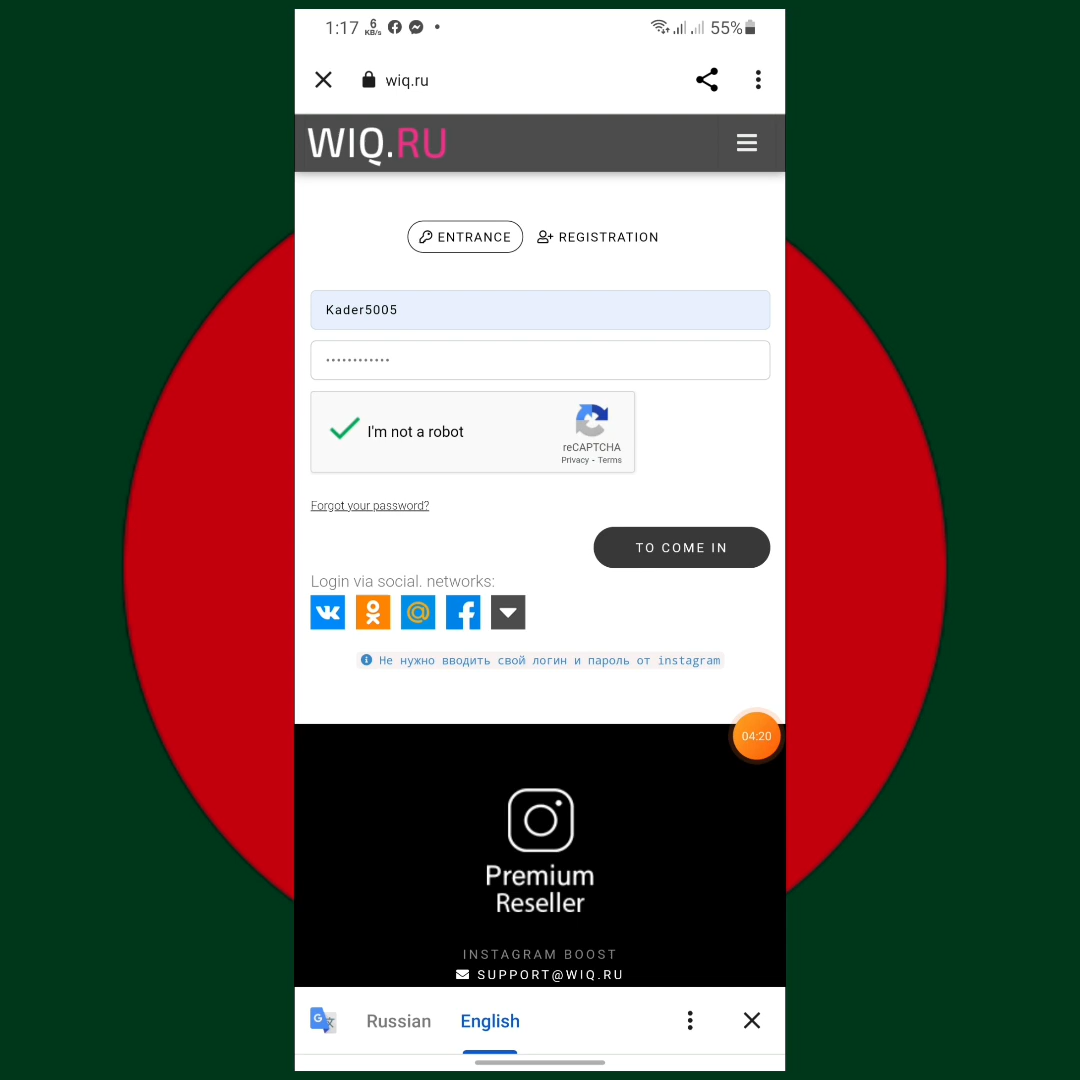 1:17 6 KB/s 55%
wiq.ru
WIQ.RU
ENTRANCE REGISTRATION
Kader5005
I'm not a robot
reCAPTCHA
Privacy - Terms
Forgot your password?
TO COME IN
Login via social. networks:
Не нужно вводить свой логин и пароль от instagram
04:20
Premium
Reseller
INSTAGRAM BOOST
SUPPORT@WIQ.RU
Russian English